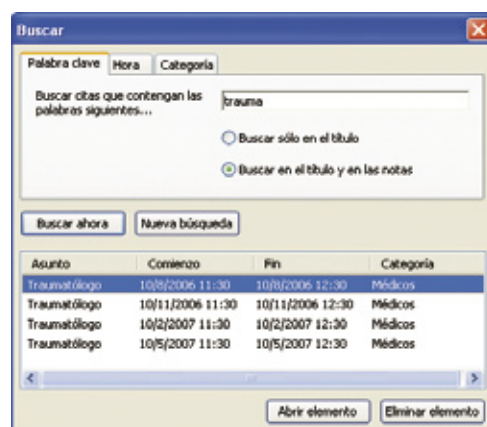 Buscar
Palabra clave Hora Categoría
Buscar citas que contengan las
palabras siguientes...
trauma
Buscar sólo en el título
Buscar en el título y en las notas
Buscar ahora Nueva búsqueda
Asunto Comienzo Fin Categoría
Traumatólogo 10/8/2006 11:30 10/8/2006 12:30 Médicos
Traumatólogo 10/11/2006 11:30 10/11/2006 12:30 Médicos
Traumatólogo 10/2/2007 11:30 10/2/2007 12:30 Médicos
Traumatólogo 10/5/2007 11:30 10/5/2007 12:30 Médicos
Abrir elemento Eliminar elemento